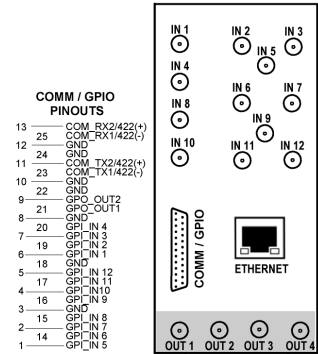 COMM / GPIO
PINOUTS
13 COM_RX2/422(+)
25 COM_RX1/422(-)
12 GND
24 GND
11 COM_TX2/422(+)
23 COM_TX1/422(-)
10 GND
22 GND
9 GPO_OUT2
21 GPO_OUT1
8 GND
20 GPI_IN 4
7 GPI_IN 3
19 GPI_IN 2
6 GPI_IN 1
18 GND
5 GPI_IN 12
17 GPI_IN 11
4 GPI_IN10
16 GPI_IN 9
3 GND
15 GPI_IN 8
2 GPI_IN 7
14 GPI_IN 6
1 GPI_IN 5
IN 1
IN 2
IN 3
IN 5
IN 4
IN 6
IN 7
IN 8
IN 9
IN 10
IN 11
IN 12
COMM / GPIO
ETHERNET
OUT 1
OUT 2
OUT 3
OUT 4